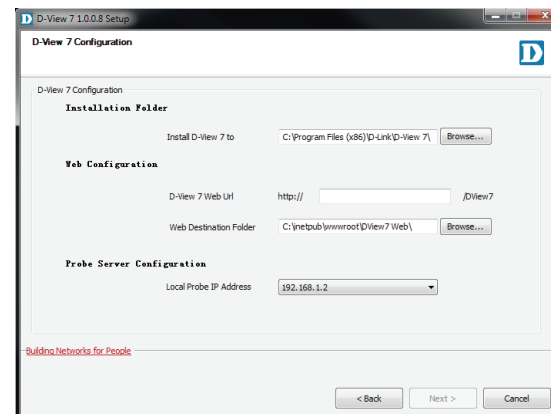 D D-View 7 1.0.0.8 Setup
D-View 7 Configuration
D
D-View 7 Configuration
Installation Folder
Install D-View 7 to C:\Program Files (x86)\D-Link\D-View 7\ Browse...
Web Configuration
D-View 7 Web Url http:// /DView7
Web Destination Folder C:\inetpub\wwwroot\DView7 Web\ Browse...
Probe Server Configuration
Local Probe IP Address 192.168.1.2
Building Networks for People
< Back Next > Cancel